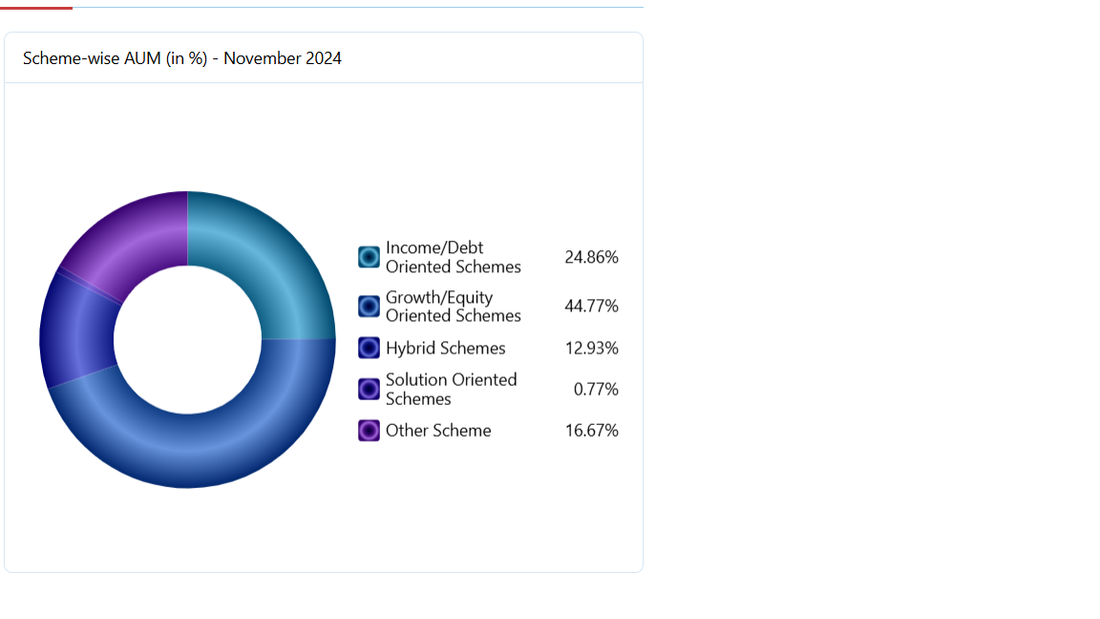 Scheme-wise AUM (in %) - November 2024
Income/Debt
Oriented Schemes 24.86%
Growth/Equity
Oriented Schemes 44.77%
Hybrid Schemes 12.93%
Solution Oriented
Schemes 0.77%
Other Scheme 16.67%